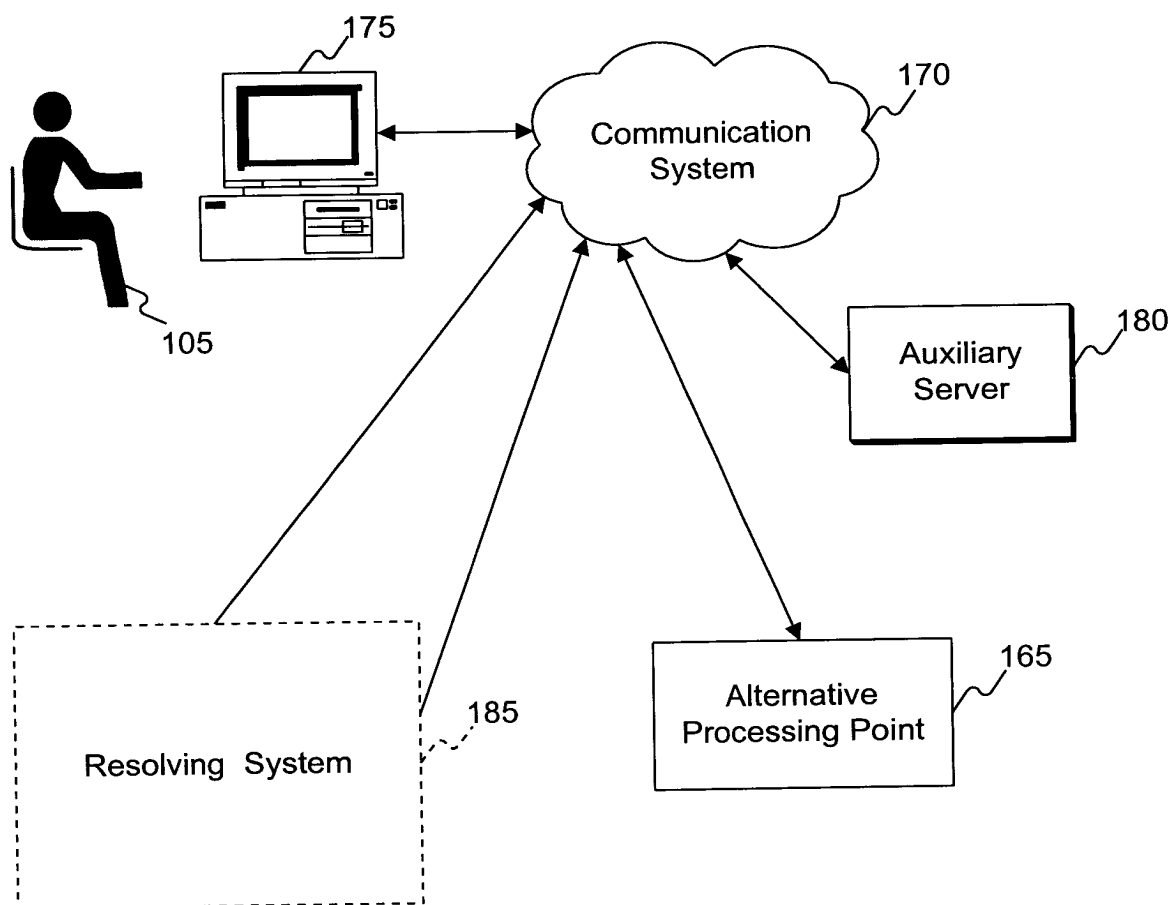 175
170
Communication
System
105
180
Auxiliary
Server
165
Alternative
Processing Point
185
Resolving System